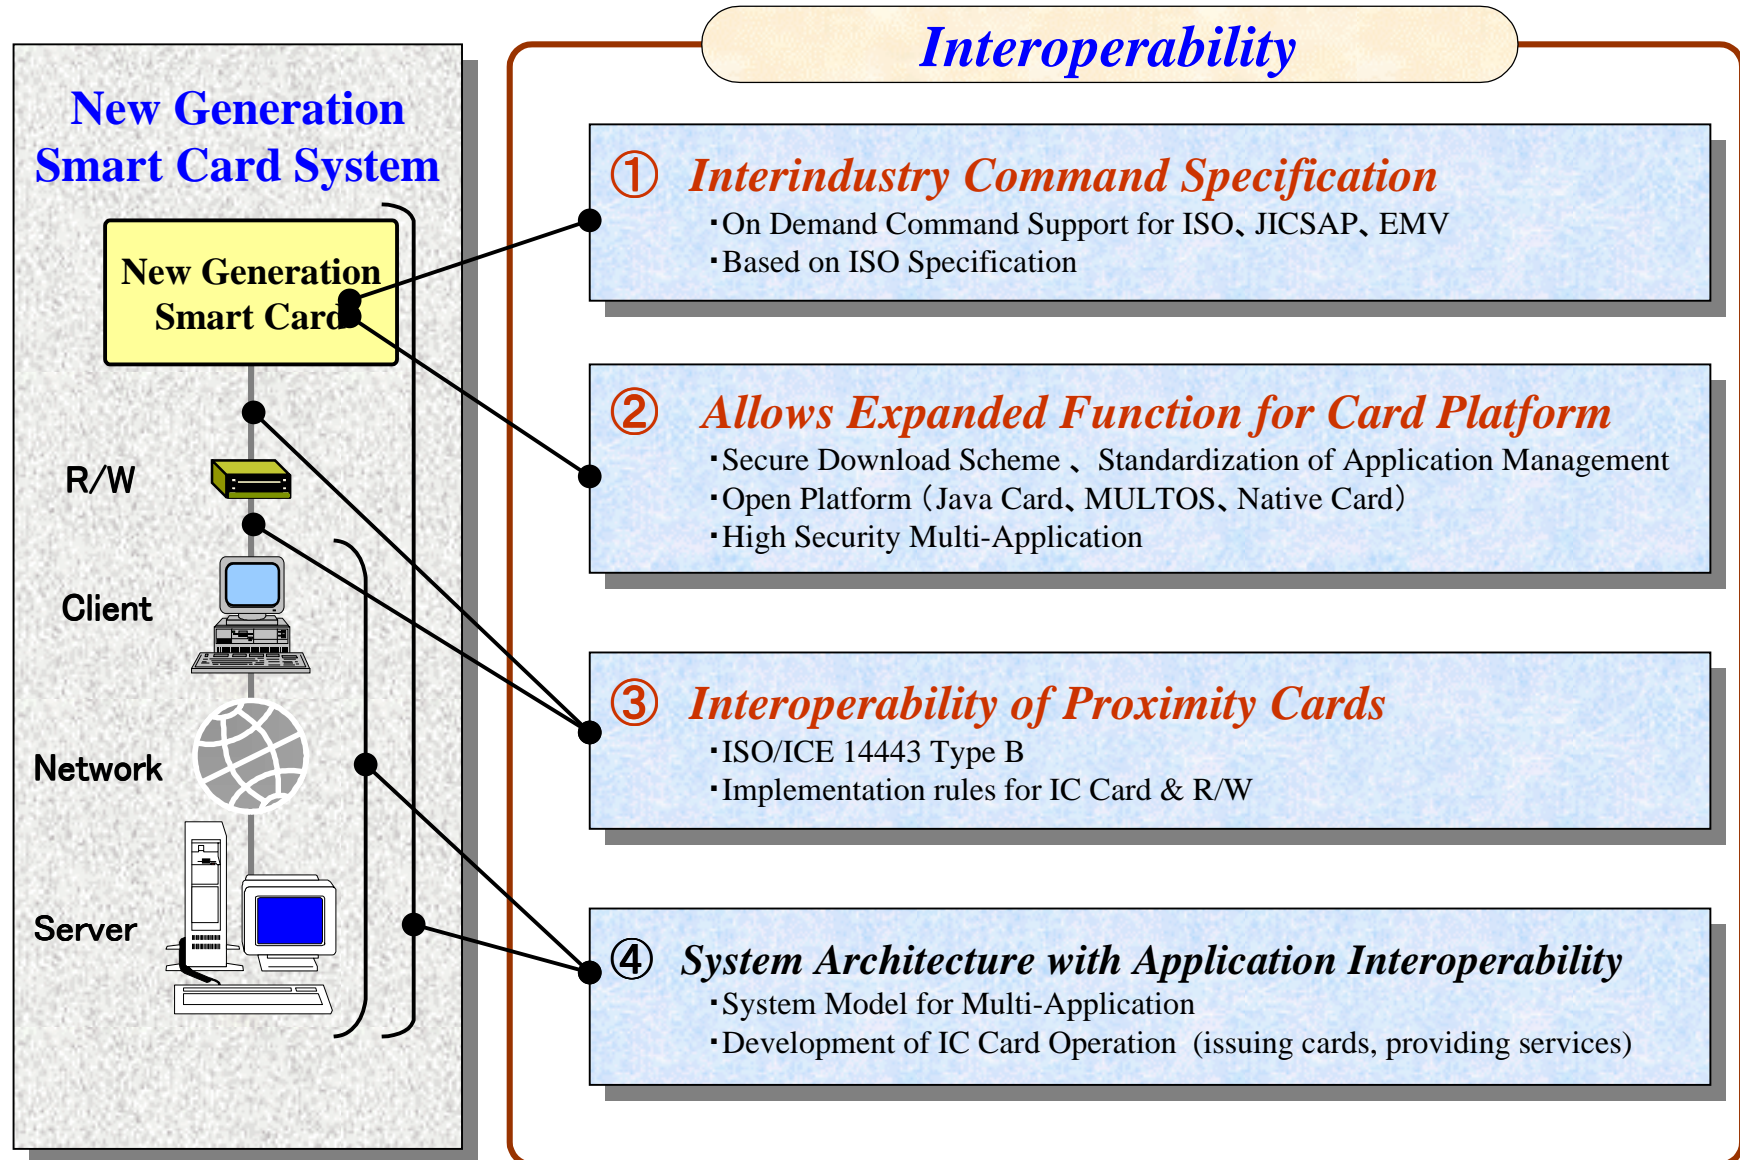 New Generation
Smart Card System
New Generation
Smart Card
R/W
Client
Network
Server
Interoperability
① Interindustry Command Specification
・On Demand Command Support for ISO、JICSAP、EMV
・Based on ISO Specification
② Allows Expanded Function for Card Platform
・Secure Download Scheme 、 Standardization of Application Management
・Open Platform（Java Card、MULTOS、Native Card）
・High Security Multi-Application
③ Interoperability of Proximity Cards
・ISO/ICE 14443 Type B
・Implementation rules for IC Card & R/W
④ System Architecture with Application Interoperability
・System Model for Multi-Application
・Development of IC Card Operation (issuing cards, providing services)